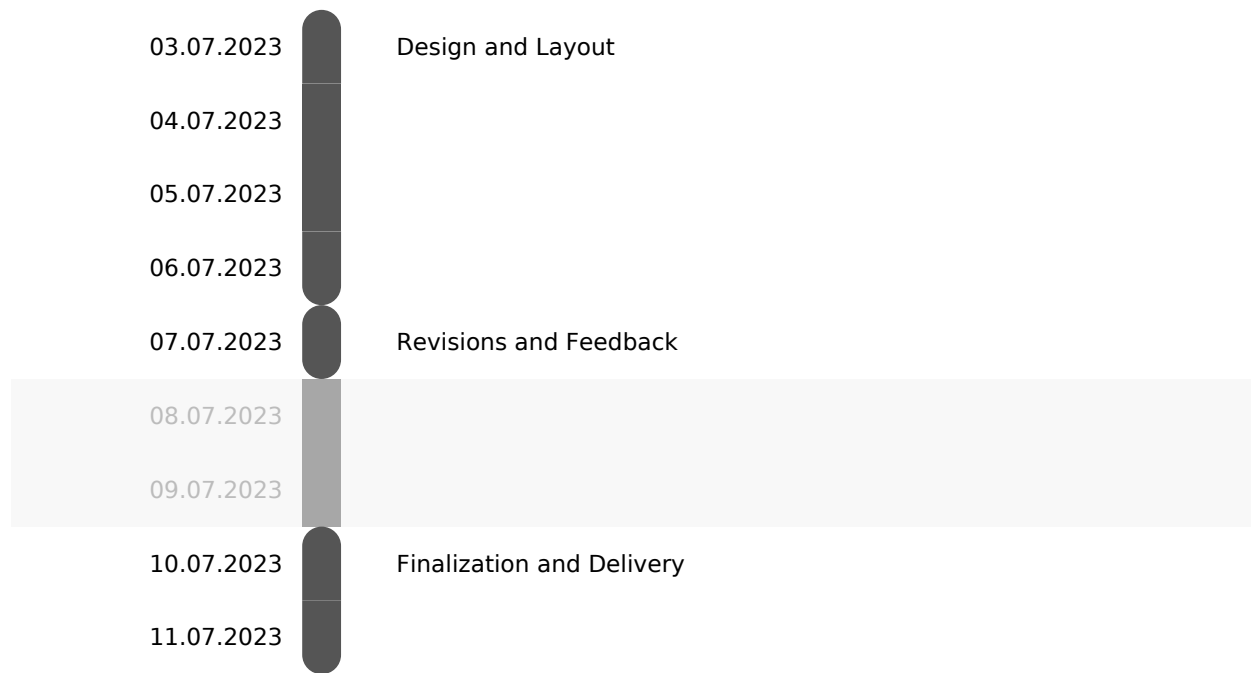 03.07.2023 Design and Layout
04.07.2023
05.07.2023
06.07.2023
07.07.2023 Revisions and Feedback
08.07.2023
09.07.2023
10.07.2023 Finalization and Delivery
11.07.2023